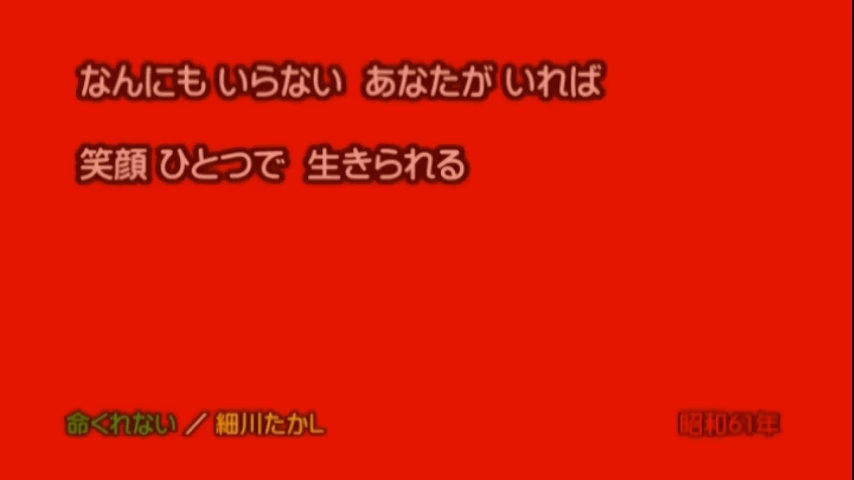 なんにも いらない あなたが いれば
笑顔 ひとつで 生きられる
命くれない ／ 細川たかし 昭和61年